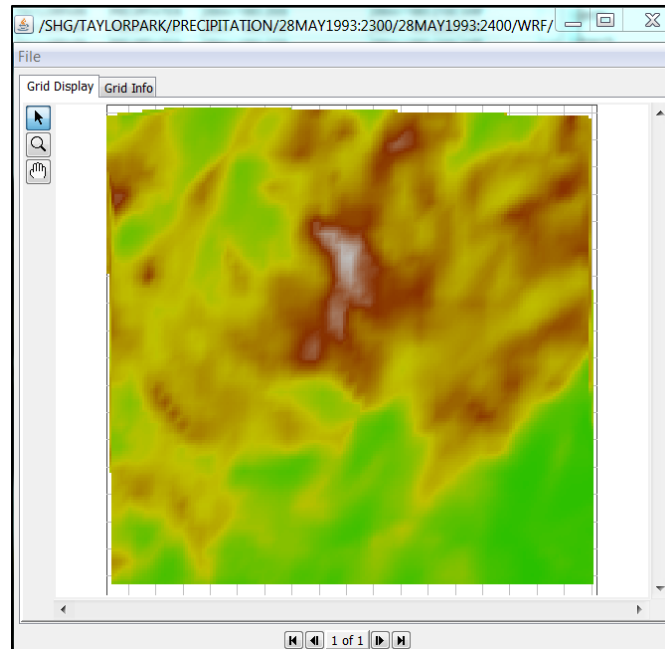 /SHG/TAYLORPARK/PRECIPITATION/28MAY1993:2300/28MAY1993:2400/WRF/
File
Grid Display Grid Info
1 of 1